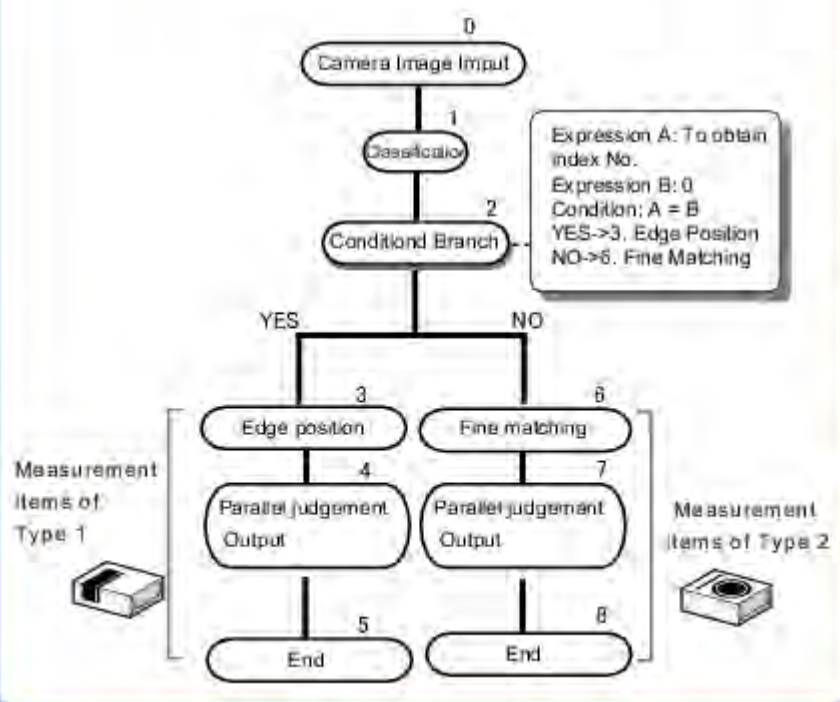 0
Camera Image Imput
1
Classification
2
Conditiond Branch
Expression A: To obtain
index No.
Expression B: 0
Condition: A = B
YES->3. Edge Position
NO->6. Fine Matching
YES
NO
3
Edge position
6
Fine matching
Measurement
items of
Type 1
4
Parallel judgement
Output
7
Parallel judgement
Output
Measurement
items of Type 2
5
End
8
End